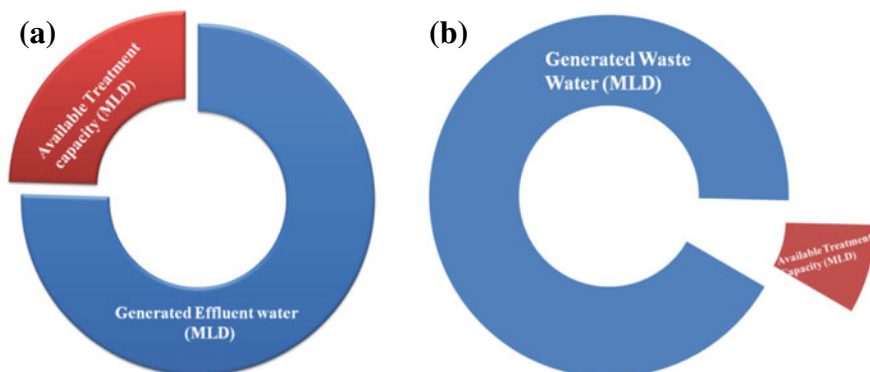 (a)
Available Treatment
capacity (MLD)
Generated Effluent water
(MLD)
(b)
Generated Waste
Water (MLD)
Available Treatment
Capacity (MLD)